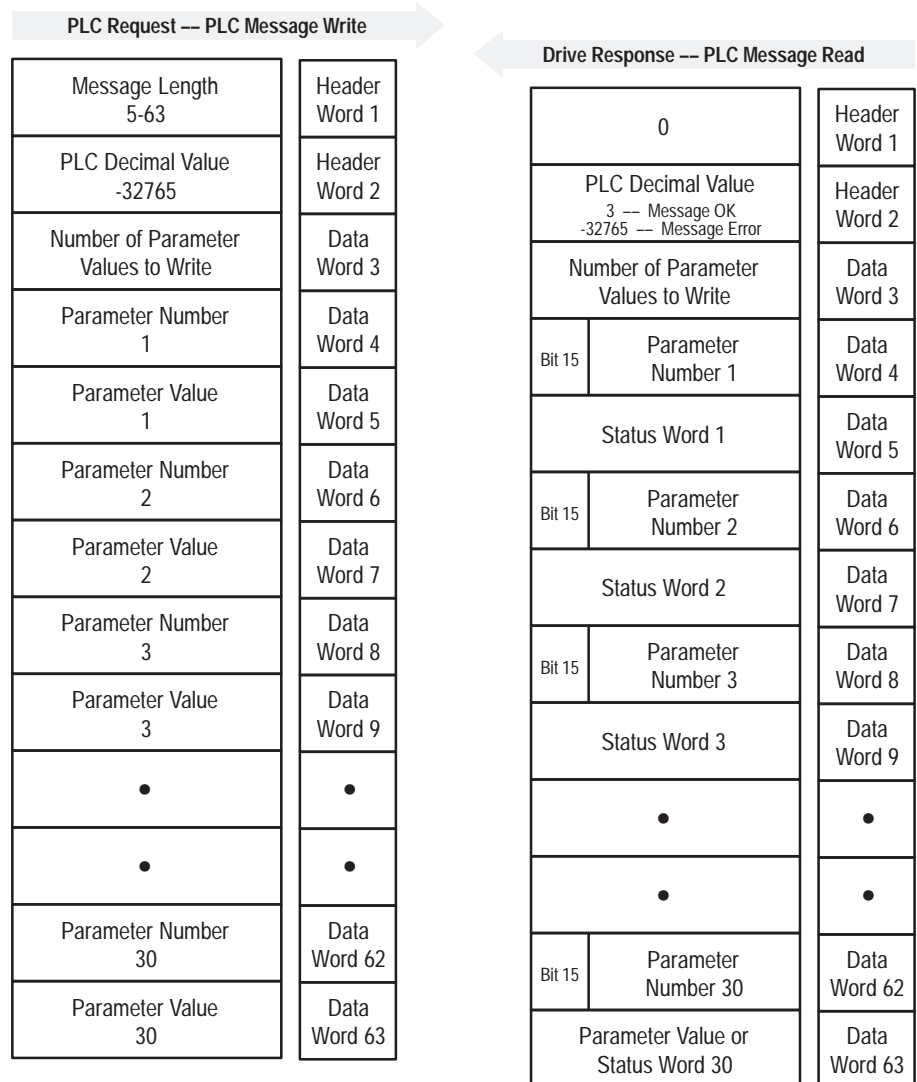 PLC Request –– PLC Message Write
Message Length
5-63
Header
Word 1
PLC Decimal Value
-32765
Header
Word 2
Number of Parameter
Values to Write
Data
Word 3
Parameter Number
1
Data
Word 4
Parameter Value
1
Data
Word 5
Parameter Number
2
Data
Word 6
Parameter Value
2
Data
Word 7
Parameter Number
3
Data
Word 8
Parameter Value
3
Data
Word 9
•
•
•
•
Parameter Number
30
Data
Word 62
Parameter Value
30
Data
Word 63
Drive Response –– PLC Message Read
0
Header
Word 1
PLC Decimal Value
3 –– Message OK
-32765 –– Message Error
Header
Word 2
Number of Parameter
Values to Write
Data
Word 3
Bit 15
Parameter
Number 1
Data
Word 4
Status Word 1
Data
Word 5
Bit 15
Parameter
Number 2
Data
Word 6
Status Word 2
Data
Word 7
Bit 15
Parameter
Number 3
Data
Word 8
Status Word 3
Data
Word 9
•
•
•
•
Bit 15
Parameter
Number 30
Data
Word 62
Parameter Value or
Status Word 30
Data
Word 63